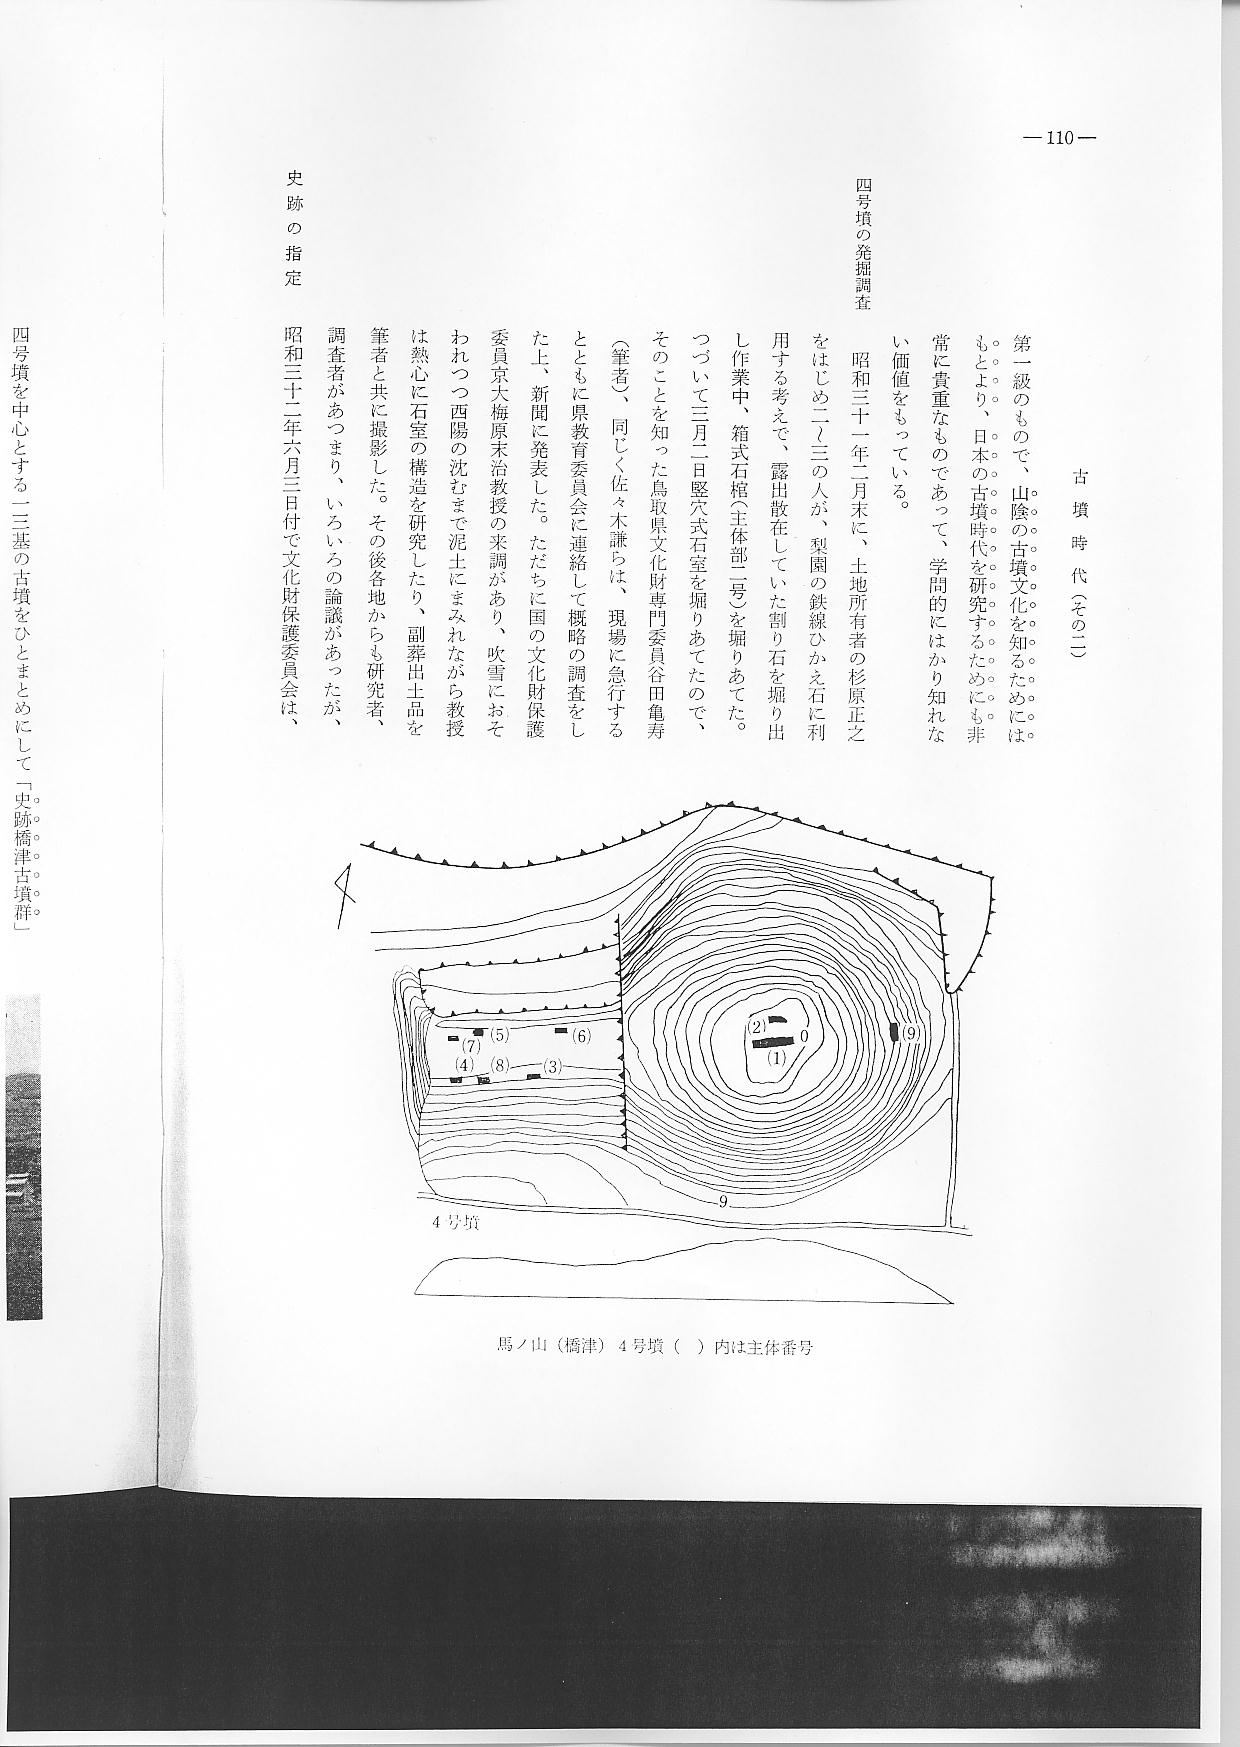 ―110―
古墳時代（その二）
第一級のもので、山陰の古墳文化を知るためには
もとより、日本の古墳時代を研究するためにも非
常に貴重なものであって、学問的にはかり知れな
い価値をもっている。
四号墳の発掘調査
昭和三十一年二月末に、土地所有者の杉原正之
をはじめ二〜三の人が、梨園の鉄線ひかえ石に利
用する考えで、露出散在していた割り石を堀り出
し作業中、箱式石棺（主体部二号）を堀りあてた。
つづいて三月二日竪穴式石室を堀りあてたので、
そのことを知った鳥取県文化財専門委員谷田亀寿
（筆者）、同じく佐々木謙らは、現場に急行する
とともに県教育委員会に連絡して概略の調査をし
た上、新聞に発表した。ただちに国の文化財保護
委員京大梅原末治教授の来調があり、吹雪におそ
われつつ西陽の沈むまで泥土にまみれながら教授
は熱心に石室の構造を研究したり、副葬出土品を
筆者と共に撮影した。その後各地からも研究者、
調査者があつまり、いろいろの論議があったが、
史跡の指定
昭和三十二年六月三日付で文化財保護委員会は、
(2)
0
(1)
(9)
(5)
(6)
(7)
(4)
(8)
(3)
9
4号墳
馬ノ山（橋津）4号墳（　）内は主体番号
四号墳を中心とする一三基の古墳をひとまとめにして「史跡橋津古墳群」